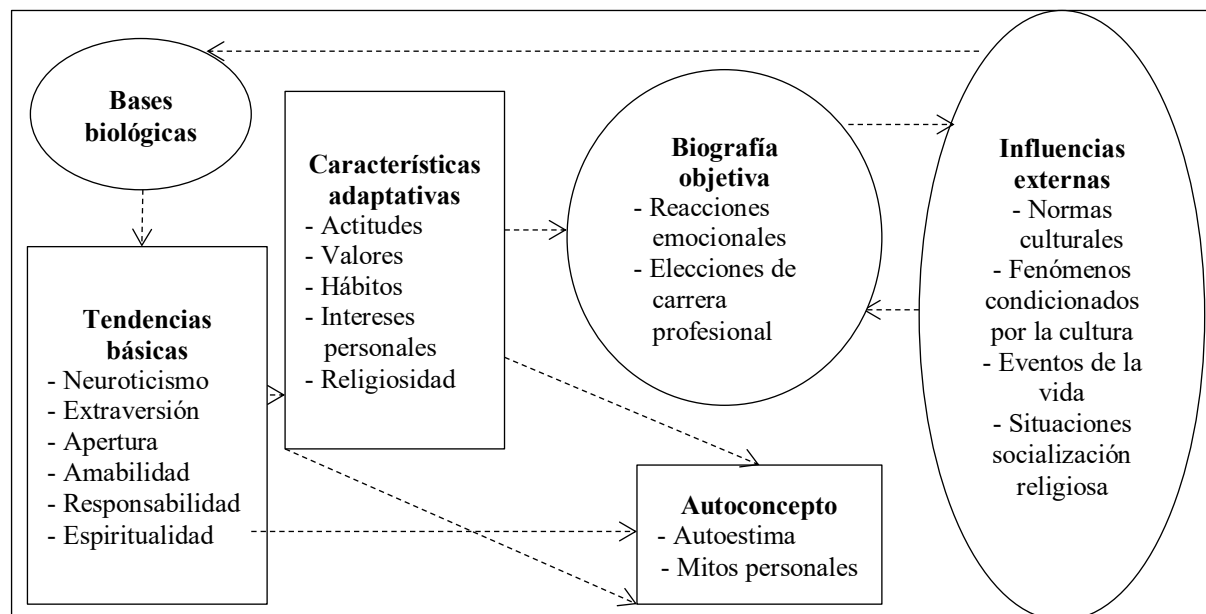 Bases
biológicas
Tendencias
básicas
- Neuroticismo
- Extraversión
- Apertura
- Amabilidad
- Responsabilidad
- Espiritualidad
Característicias
adaptativas
- Actitudes
- Valores
- Hábitos
- Intereses
personales
- Religiosidad
Biografía
objetiva
- Reacciones
emocionales
- Elecciones de
carrera
profesional
Autoconcepto
- Autoestima
- Mitos personales
Influencias
externas
- Normas
culturales
- Fenómenos
condicionados
por la cultura
- Eventos de la
vida
- Situaciones
socialización
religiosa